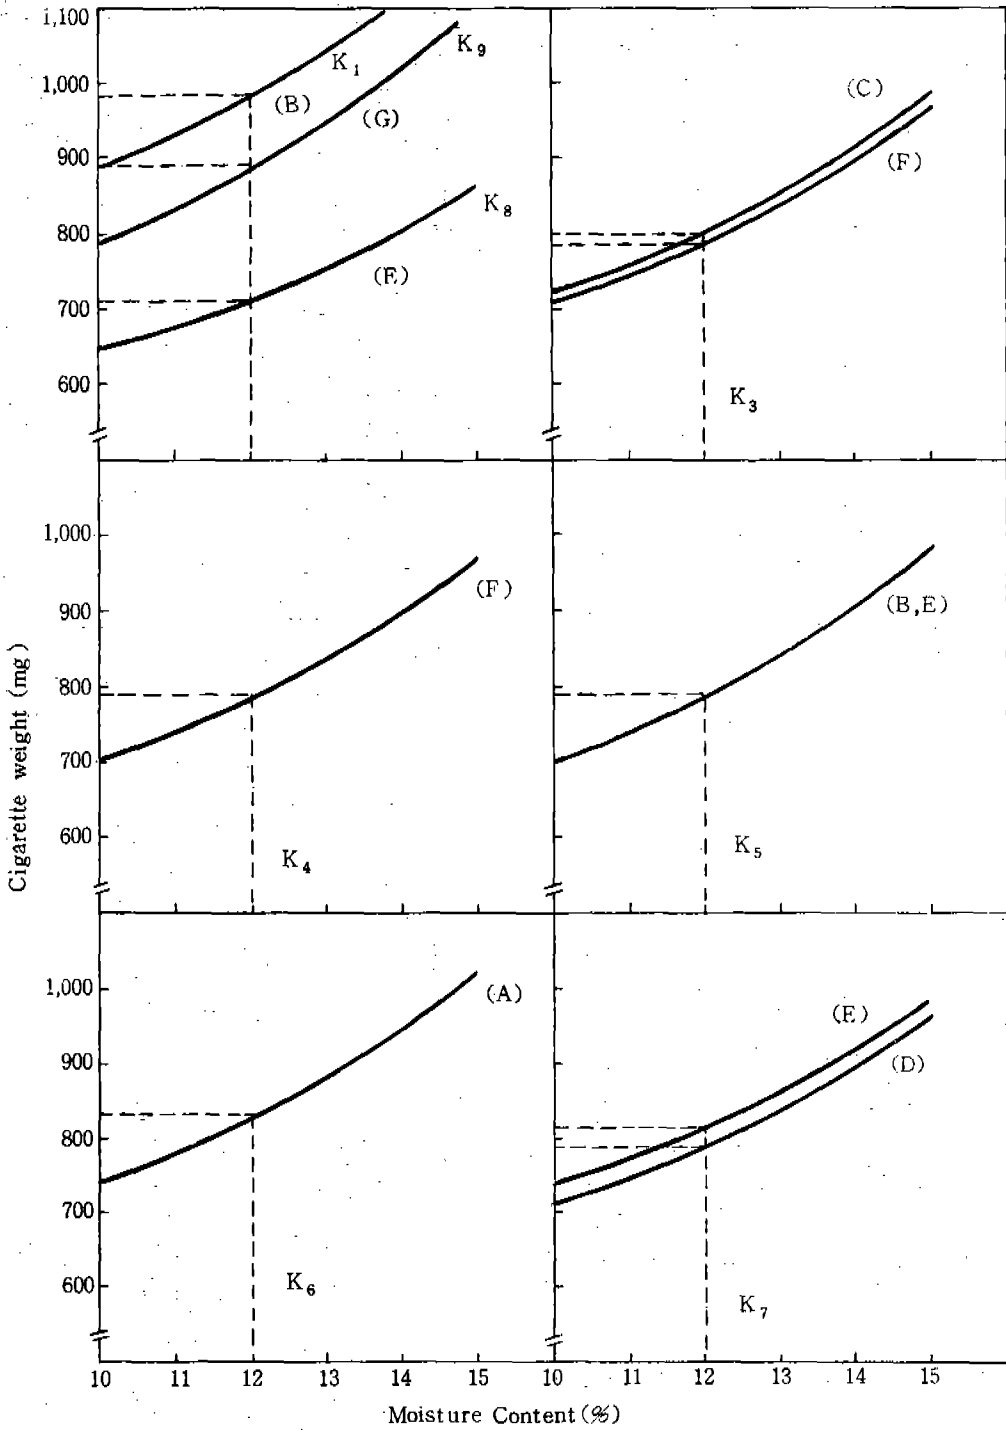 1,100
1,000
900
800
700
600
K₁
K₉
(B)
(G)
K₈
(E)
(C)
(F)
K₃
1,000
900
800
700
600
(F)
K₄
(B,E)
K₅
1,000
900
800
700
600
(A)
K₆
(E)
(D)
K₇
10 11 12 13 14 15
10 11 12 13 14 15
Cigarette weight (mg)
Moisture Content (%)